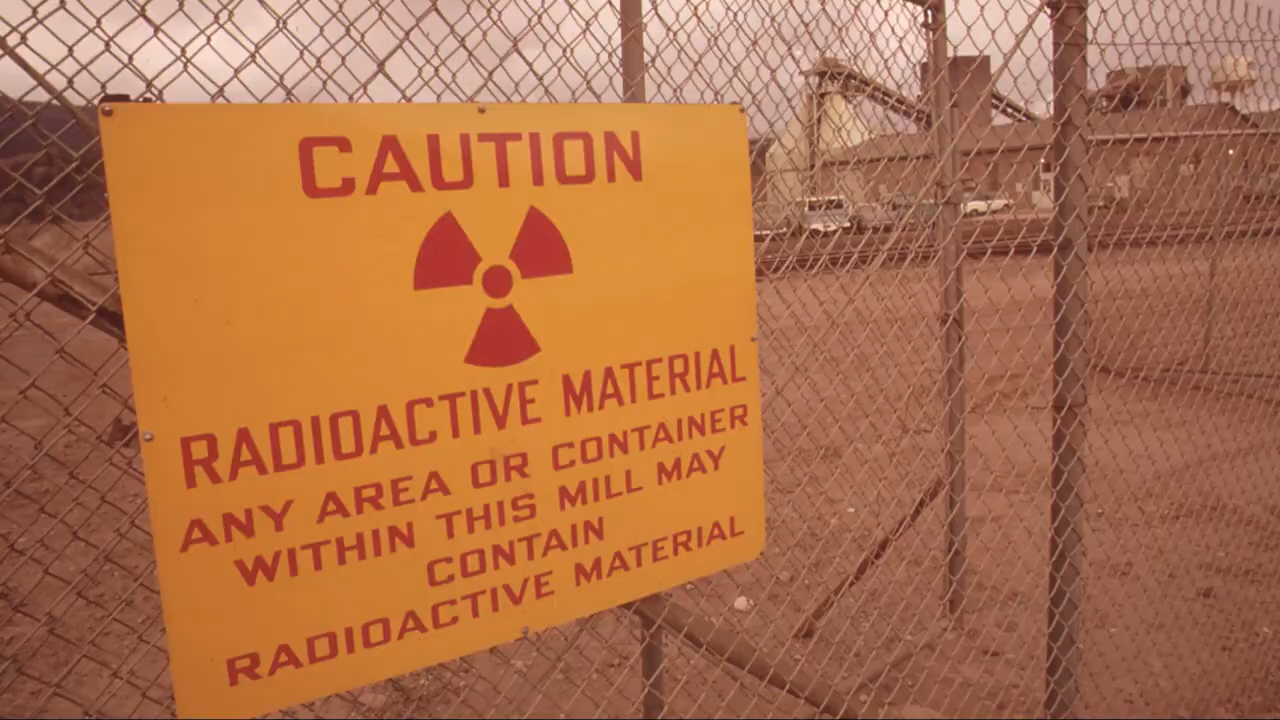 CAUTION
RADIOACTIVE MATERIAL
ANY AREA OR CONTAINER
WITHIN THIS MILL MAY
CONTAIN
RADIOACTIVE MATERIAL